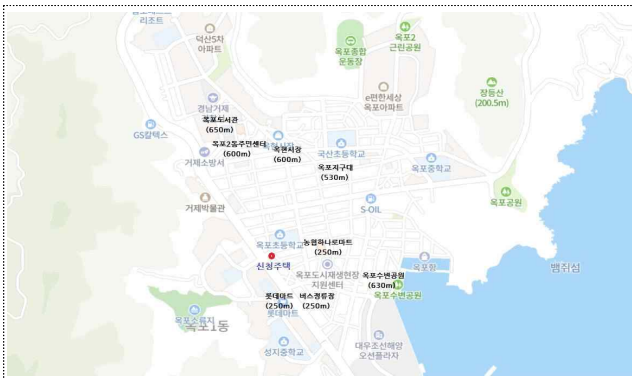 리조트
덕산5차
아파트
옥포종합
운동장
옥포2
근린공원
e편한세상
옥포아파트
장등산
(200.5m)
경남거제
옥포도서관
(650m)
GS칼텍스
옥포2동주민센터
(600m)
옥현시장
(600m)
국산초등학교
옥포지구대
(530m)
거제소방서
옥포중학교
거제박물관
S-OIL
옥포공원
옥포초등학교
농협하나로마트
(250m)
신청주택
옥포도시재생현장
지원센터
옥포항
옥포수변공원
(630m)
옥포수변공원
뱀쥐섬
롯데마트
(250m)
버스정류장
(250m)
롯데마트
옥포소류지
옥포1동
성지중학교
대우조선해양
오션플라자